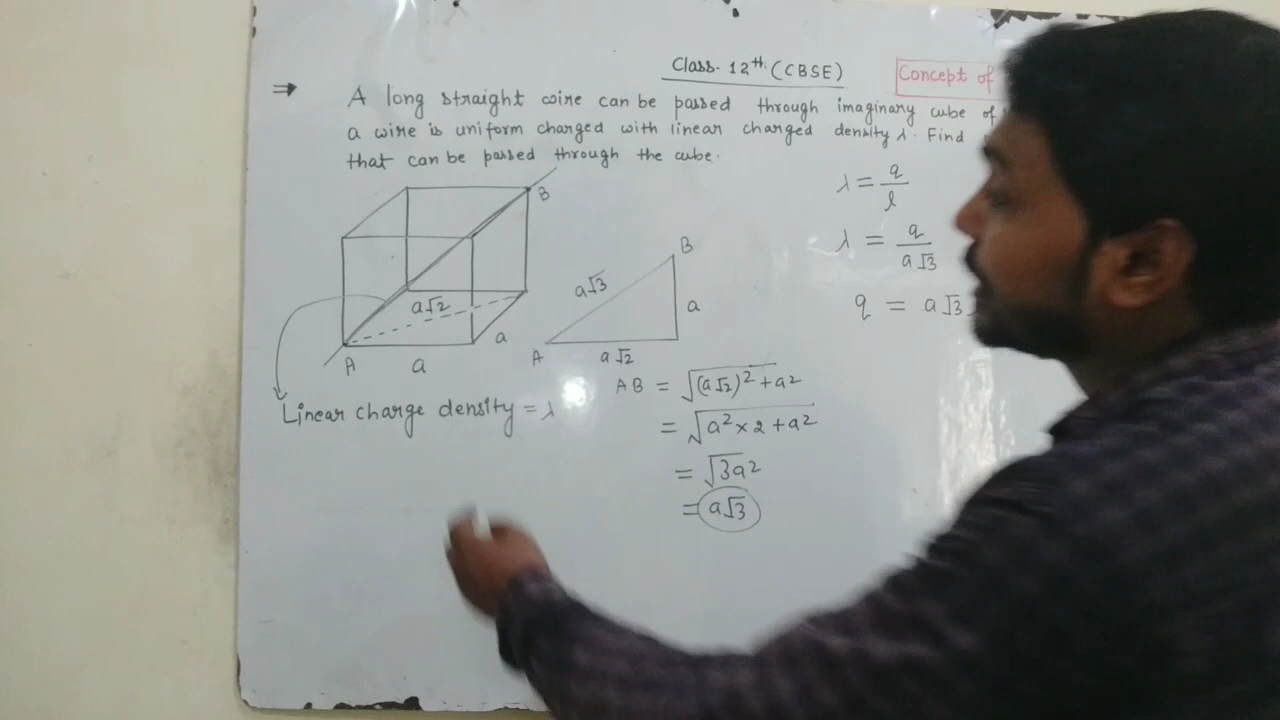 Class. 12th. (CBSE)
Concept of
⇒ A long straight wire can be passed through imaginary cube of
a wire is uniform charged with linear charged density λ. Find
that can be passed through the cube.
λ = q/l
λ = q/a√3
q = a√3
B
A
a√2
a
a
Linear charge density = λ
B
a√3
a
A
a√2
AB = √(a√2)² + a²
= √a² × 2 + a²
= √3a²
= a√3